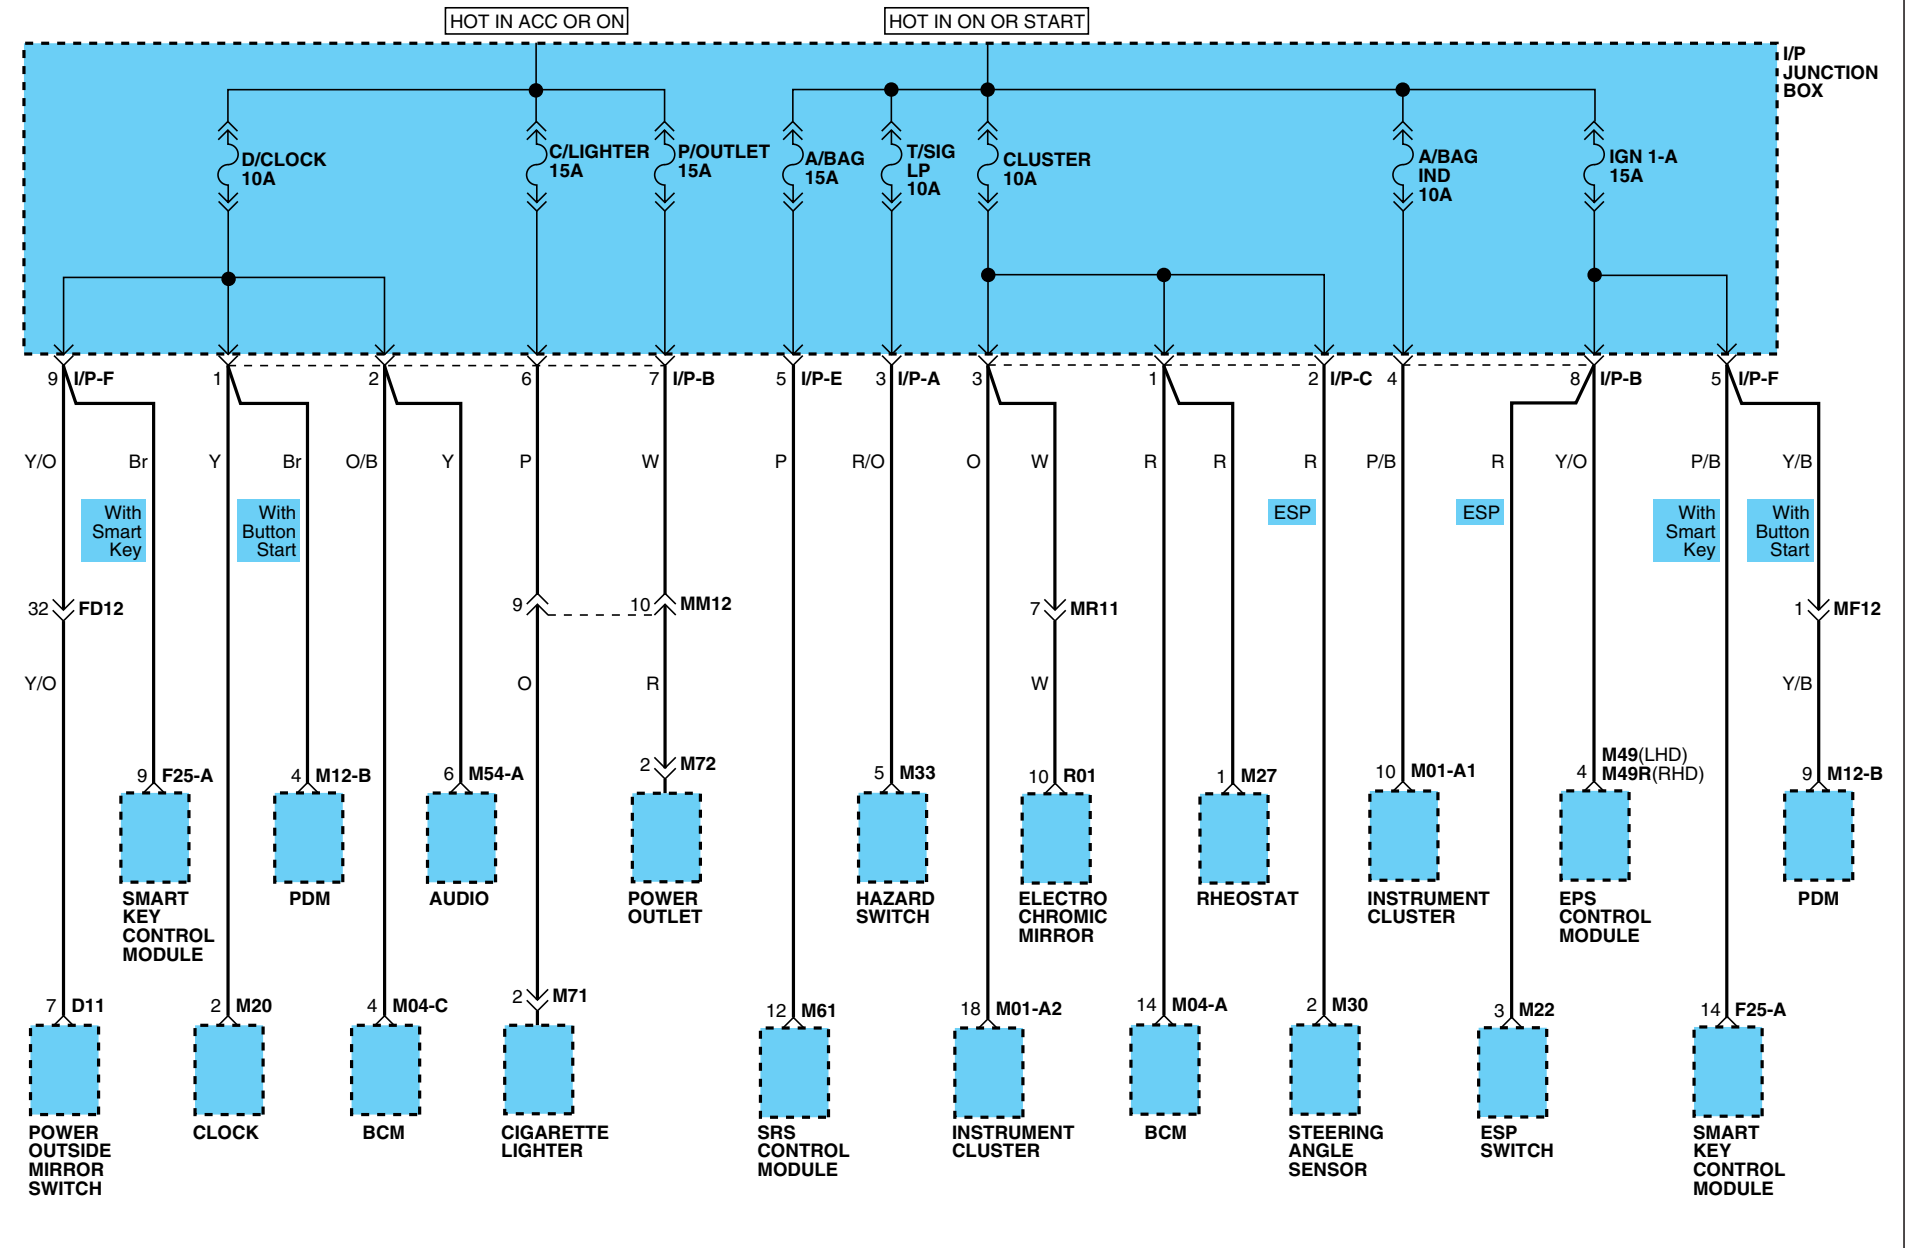 HOT IN ACC OR ON
HOT IN ON OR START
I/P
JUNCTION
BOX
D/CLOCK
10A
C/LIGHTER
15A
P/OUTLET
15A
A/BAG
15A
T/SIG
LP
10A
CLUSTER
10A
A/BAG
IND
10A
IGN 1-A
15A
9 I/P-F
1
2
6
7 I/P-B
5 I/P-E
3 I/P-A
3
1
2 I/P-C
4
8 I/P-B
5 I/P-F
Y/O
Br
Y
Br
O/B
Y
P
W
P
R/O
O
W
R
R
R
P/B
R
Y/O
P/B
Y/B
With
Smart
Key
With
Button
Start
ESP
ESP
With
Smart
Key
With
Button
Start
32 FD12
9
10 MM12
7 MR11
1 MF12
Y/O
O
R
W
Y/B
9 F25-A
4 M12-B
6 M54-A
2 M72
5 M33
10 R01
1 M27
10 M01-A1
M49(LHD)
4 M49R(RHD)
9 M12-B
SMART
KEY
CONTROL
MODULE
PDM
AUDIO
POWER
OUTLET
HAZARD
SWITCH
ELECTRO
CHROMIC
MIRROR
RHEOSTAT
INSTRUMENT
CLUSTER
EPS
CONTROL
MODULE
PDM
7 D11
2 M20
4 M04-C
2 M71
12 M61
18 M01-A2
14 M04-A
2 M30
3 M22
14 F25-A
POWER
OUTSIDE
MIRROR
SWITCH
CLOCK
BCM
CIGARETTE
LIGHTER
SRS
CONTROL
MODULE
INSTRUMENT
CLUSTER
BCM
STEERING
ANGLE
SENSOR
ESP
SWITCH
SMART
KEY
CONTROL
MODULE